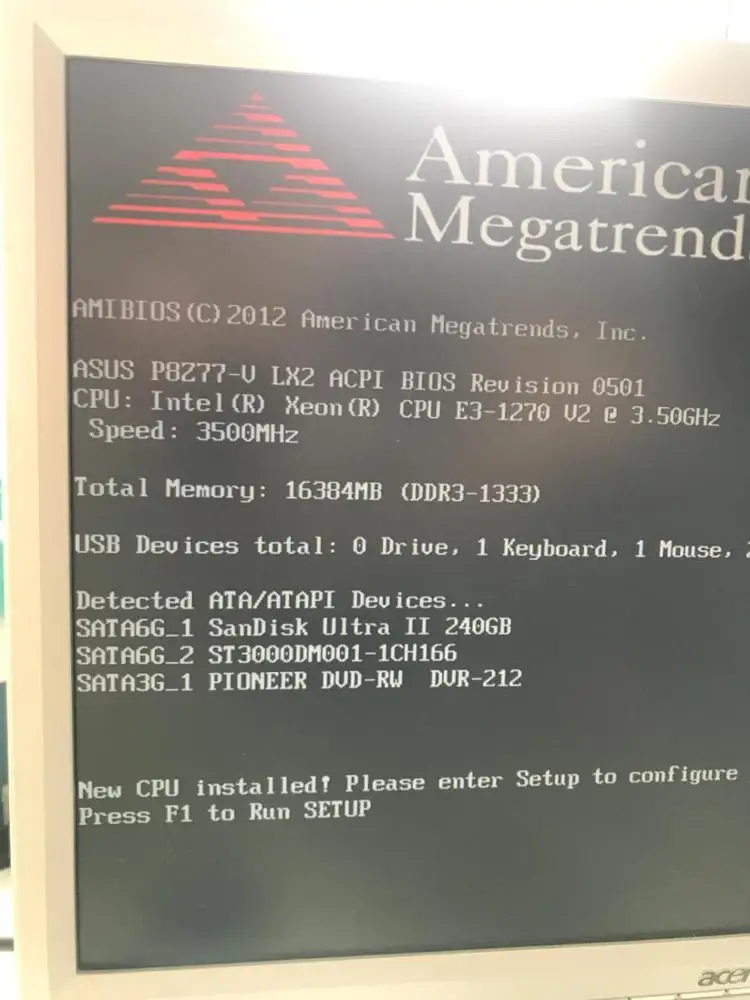 American
Megatrends
AMIBIOS(C)2012 American Megatrends, Inc.
ASUS P8Z77-V LX2 ACPI BIOS Revision 0501
CPU: Intel(R) Xeon(R) CPU E3-1270 V2 @ 3.50GHz
Speed: 3500MHz
Total Memory: 16384MB (DDR3-1333)
USB Devices total: 0 Drive, 1 Keyboard, 1 Mouse,
Detected ATA/ATAPI Devices...
SATA6G_1 SanDisk Ultra II 240GB
SATA6G_2 ST3000DM001-1CH166
SATA3G_1 PIONEER DVD-RW DVR-212
New CPU installed! Please enter Setup to configure
Press F1 to Run SETUP
acer